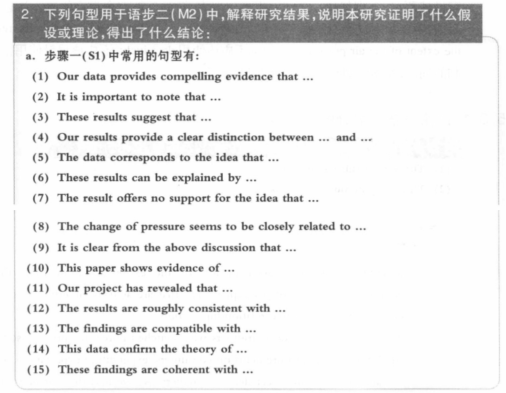 2. 下列句型用于语步二(M2)中,解释研究结果,说明本研究证明了什么假
设或理论,得出了什么结论:
a. 步骤一(S1)中常用的句型有:
(1) Our data provides compelling evidence that ...
(2) It is important to note that ...
(3) These results suggest that ...
(4) Our results provide a clear distinction between ... and ...
(5) The data corresponds to the idea that ...
(6) These results can be explained by ...
(7) The result offers no support for the idea that ...
(8) The change of pressure seems to be closely related to ...
(9) It is clear from the above discussion that ...
(10) This paper shows evidence of ...
(11) Our project has revealed that ...
(12) The results are roughly consistent with ...
(13) The findings are compatible with ...
(14) This data confirm the theory of ...
(15) These findings are coherent with ...